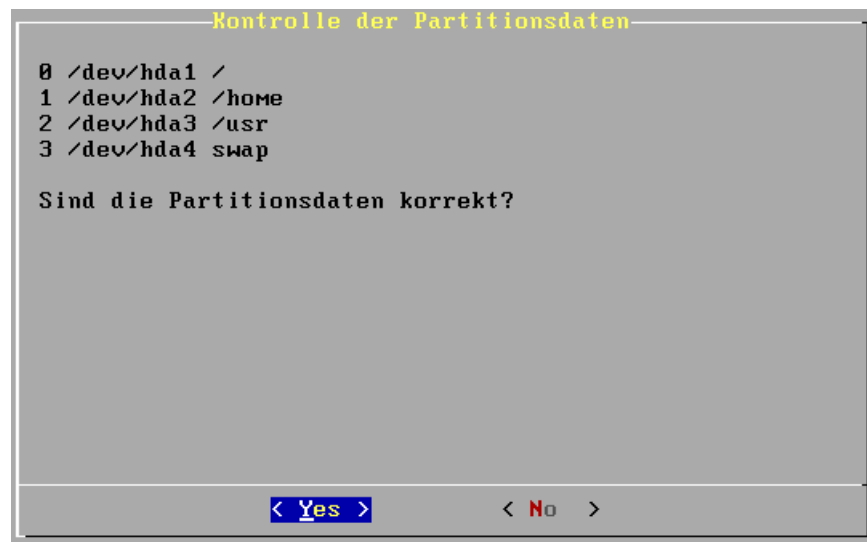 Kontrolle der Partitionsdaten
0 /dev/hda1 /
1 /dev/hda2 /home
2 /dev/hda3 /usr
3 /dev/hda4 swap
Sind die Partitionsdaten korrekt?
< Yes > < No >